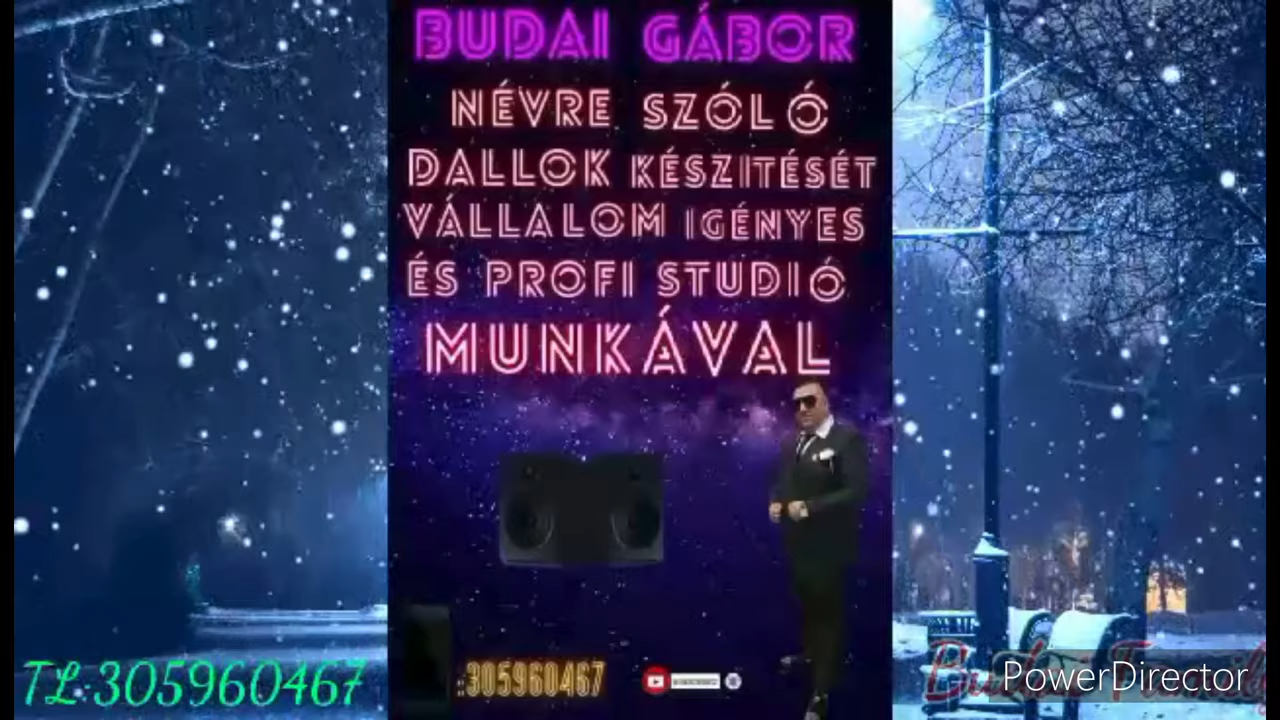 BUDAI GÁBOR
NÉVRE SZÓLÓ
DALLOK KÉSZITÉSÉT
VÁLLALOM IGÉNYES
ÉS PROFI STUDIÓ
MUNKÁVAL
:305960467
TL:305960467
PowerDirector